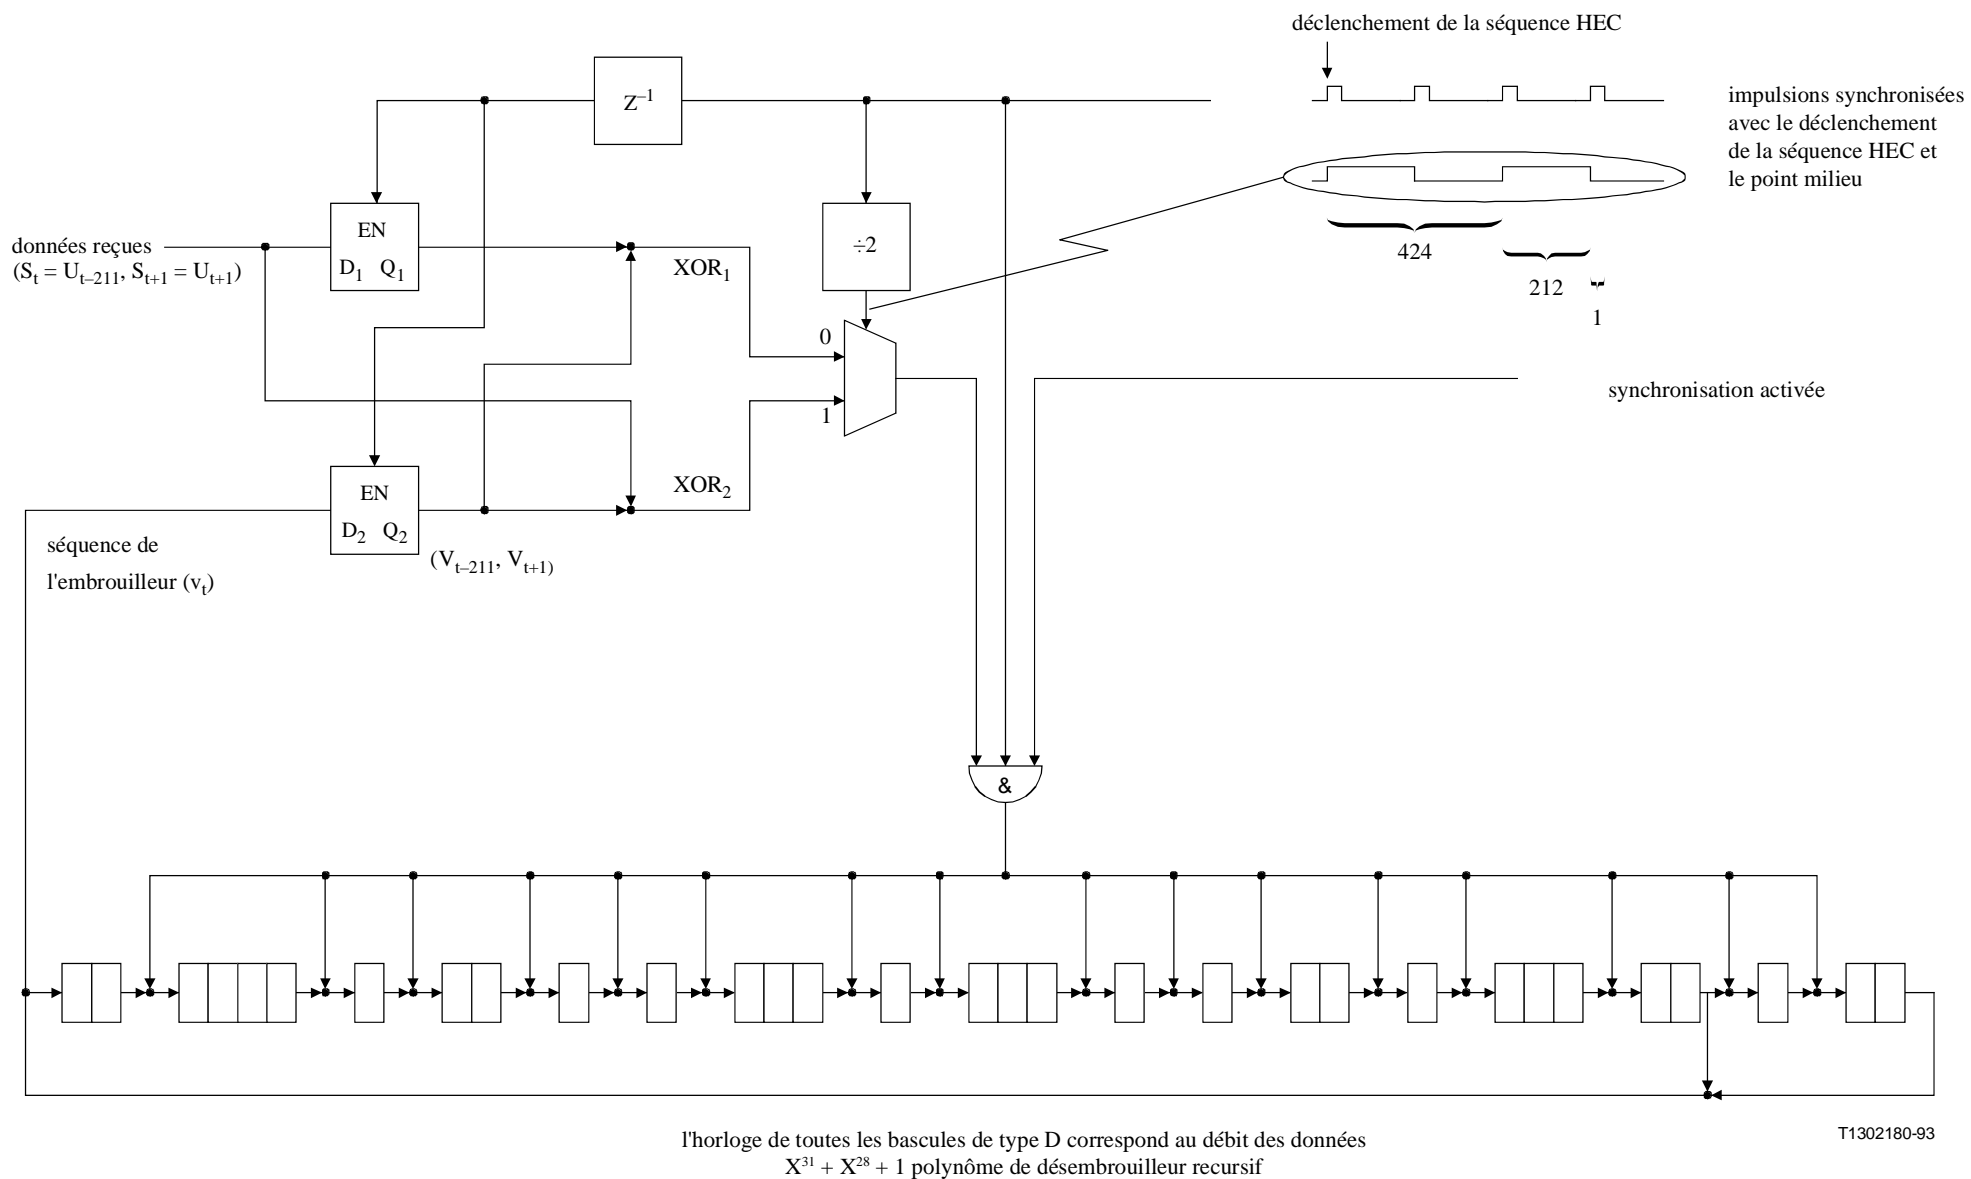 déclenchement de la séquence HEC
Z⁻¹
impulsions synchronisées
avec le déclenchement
de la séquence HEC et
le point milieu
EN
D₁ Q₁
données reçues
(Sₜ = Uₜ₋₂₁₁, Sₜ₊₁ = Uₜ₊₁)
XOR₁
÷2
424
212
1
0
1
synchronisation activée
XOR₂
EN
D₂ Q₂
séquence de
l'embrouilleur (vₜ)
(Vₜ₋₂₁₁, Vₜ₊₁)
&
l'horloge de toutes les bascules de type D correspond au débit des données
X³¹ + X²⁸ + 1 polynôme de désembrouilleur recursif
T1302180-93